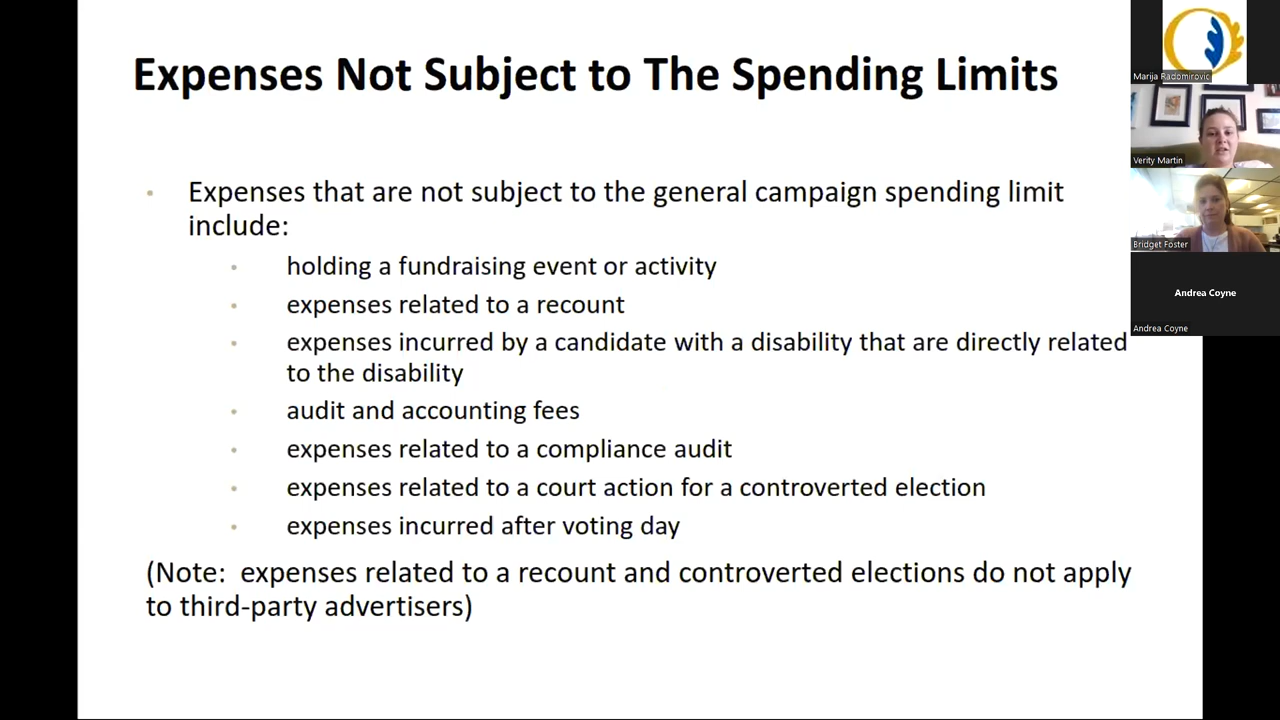 Expenses Not Subject to The Spending Limits
• Expenses that are not subject to the general campaign spending limit
include:
• holding a fundraising event or activity
• expenses related to a recount
• expenses incurred by a candidate with a disability that are directly related
to the disability
• audit and accounting fees
• expenses related to a compliance audit
• expenses related to a court action for a controverted election
• expenses incurred after voting day
(Note: expenses related to a recount and controverted elections do not apply
to third-party advertisers)
Marija Radomirovic
Verity Martin
Bridget Foster
Andrea Coyne
Andrea Coyne